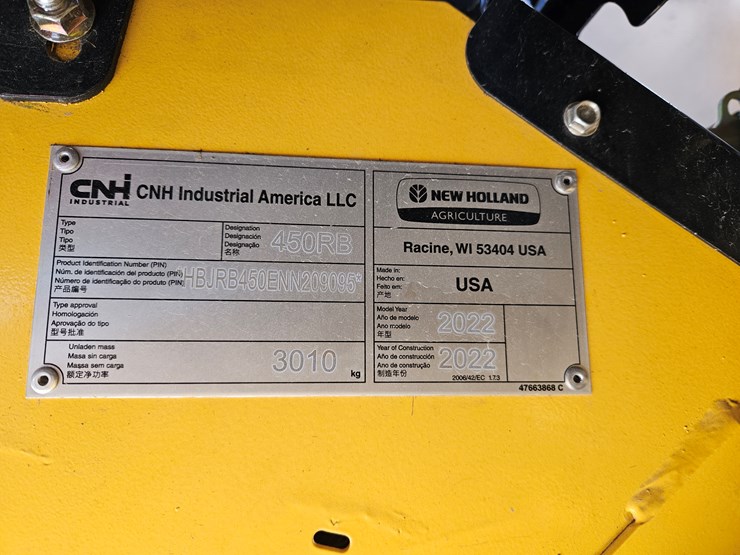 CNH
INDUSTRIAL
CNH Industrial America LLC
Type
Tipo
Tipo
类型
Designation
Designación
Designação
名称
450RB
Product Identification Number (PIN)
Núm. de identificación del producto (PIN)
Número de identificação do produto (PIN)
产品编号
HBJRB450ENN209095*
Type approval
Homologación
Aprovação do tipo
型号批准
Unladen mass
Masa sin carga
Massa sem carga
额定净功率
3010
kg
NEW HOLLAND
AGRICULTURE
Racine, WI 53404 USA
Made in:
Hecho en:
Feito em:
产地
USA
Model Year
Año de modelo
Ano modelo
年型
2022
Year of Construction
Año de construcción
Ano de construção
制造年份
2022
2006/42/EC 1.7.3
47663868 C